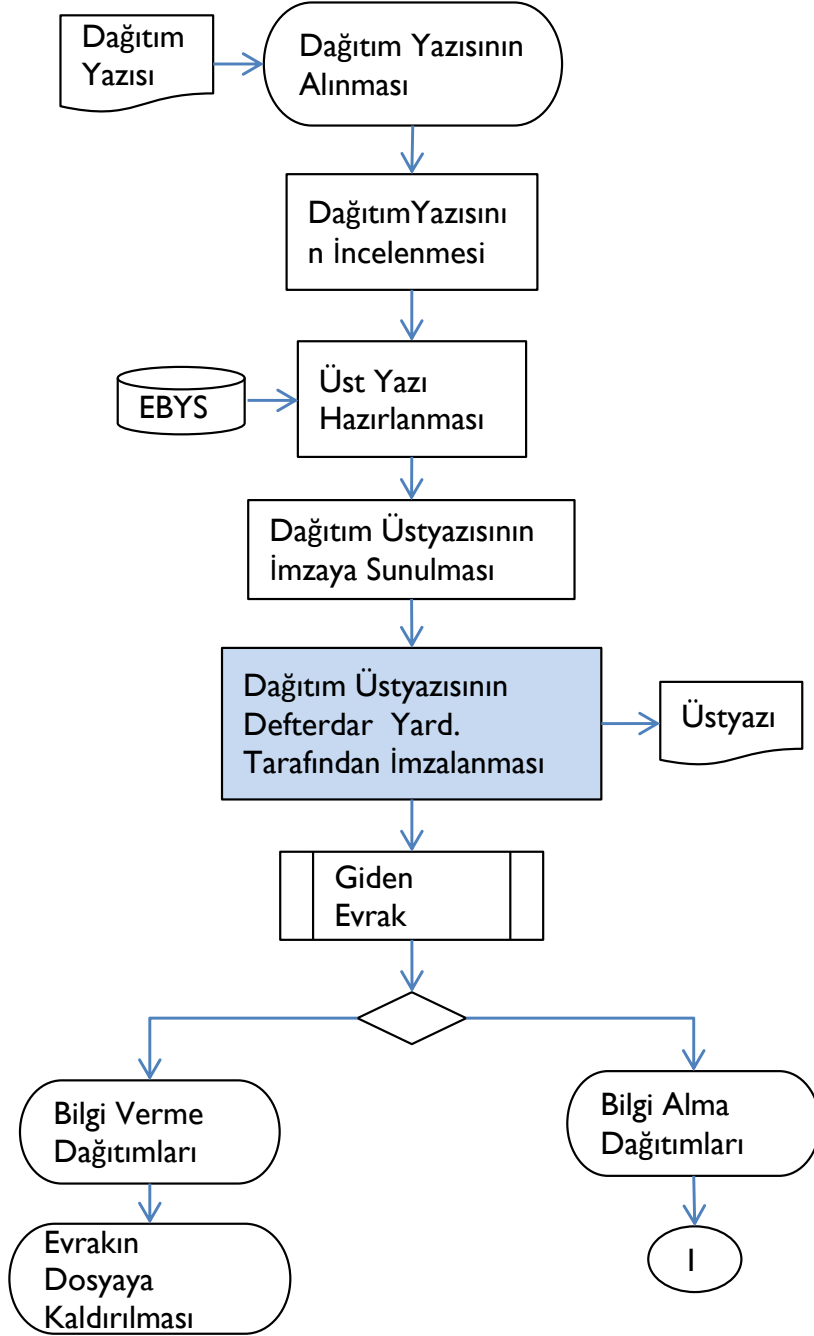 Dağıtım
Yazısı
Dağıtım Yazısının
Alınması
DağıtımYazısını
n İncelenmesi
EBYS
Üst Yazı
Hazırlanması
Dağıtım Üstyazısının
İmzaya Sunulması
Dağıtım Üstyazısının
Defterdar Yard.
Tarafından İmzalanması
Üstyazı
Giden
Evrak
Bilgi Verme
Dağıtımları
Bilgi Alma
Dağıtımları
Evrakın
Dosyaya
Kaldırılması
I